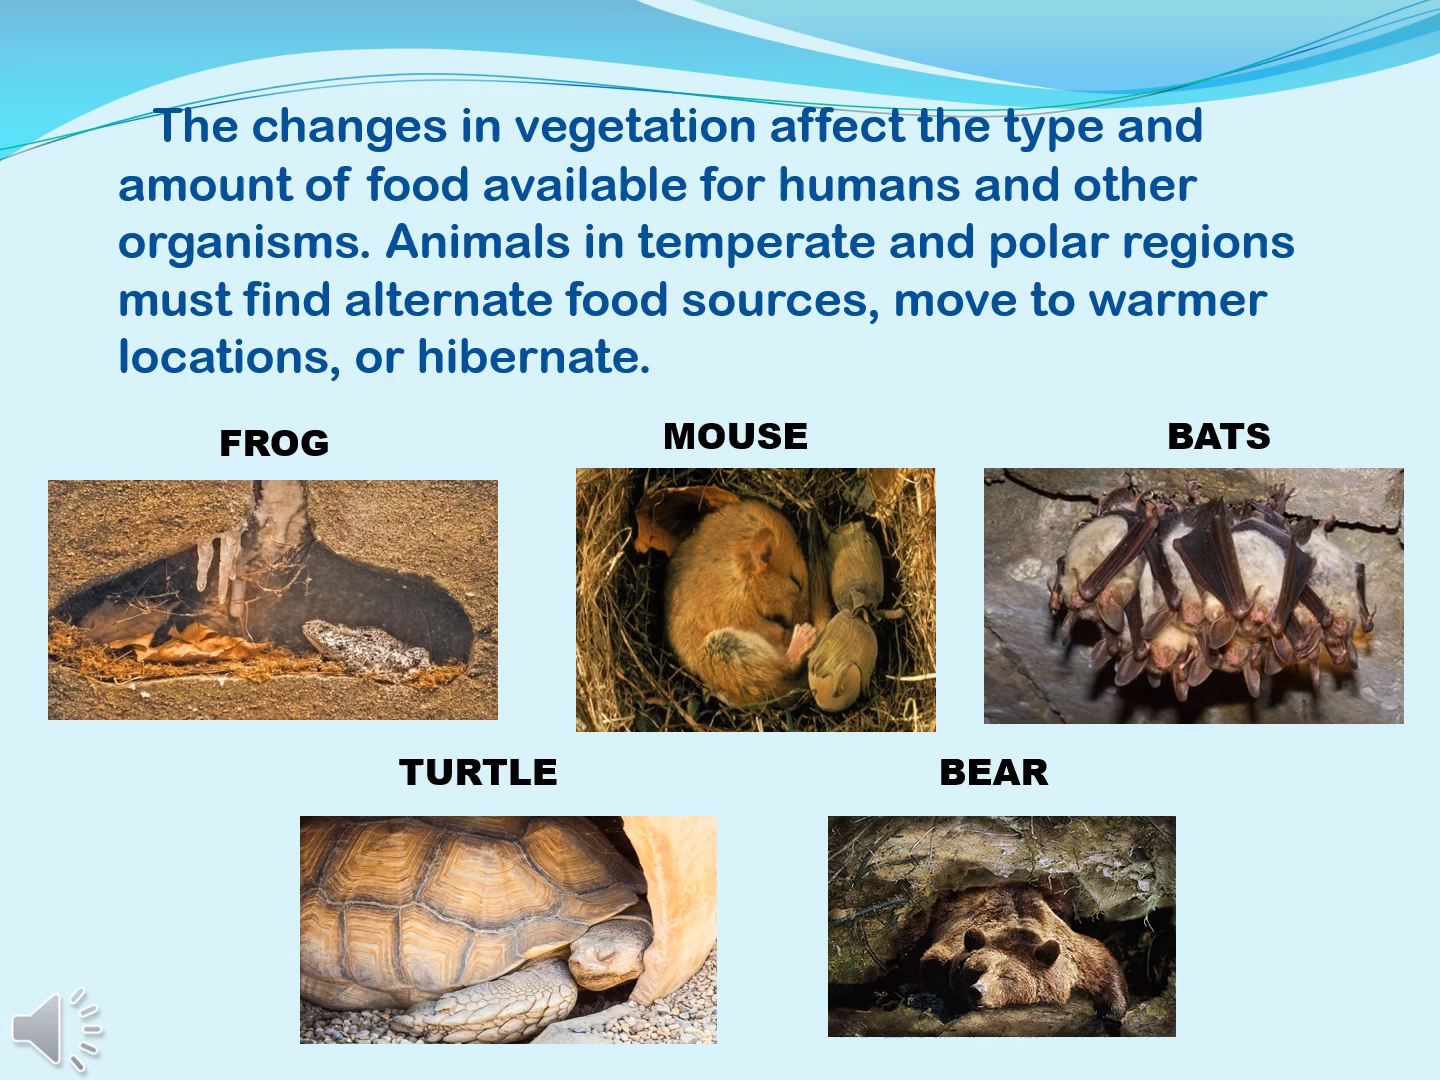 The changes in vegetation affect the type and
amount of food available for humans and other
organisms. Animals in temperate and polar regions
must find alternate food sources, move to warmer
locations, or hibernate.
FROG
MOUSE
BATS
TURTLE
BEAR